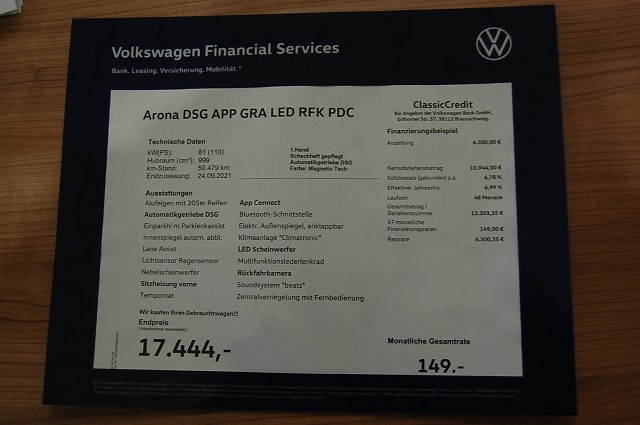 Volkswagen Financial Services
Bank. Leasing. Versicherung. Mobilität.*
Arona DSG APP GRA LED RFK PDC
Technische Daten
kW(PS): 81 (110)
Hubraum (cm³): 999
km-Stand: 50.479 km
Erstzulassung: 24.09.2021
1.Hand
Scheckheft gepflegt
Automatikgetriebe DSG
Farbe: Magnetic Tech
Ausstattungen
Alufelgen mit 205er Reifen
Automatikgetriebe DSG
Einparkhi m.Parklenkassist.
Innenspiegel autom. abbl.
Lane Assist
Lichtsensor Regensensor
Nebelscheinwerfer
Sitzheizung vorne
Tempomat
App Connect
Bluetooth-Schnittstelle
Elektr. Außenspiegel, anklappbar
Klimaanlage "Climatronic"
LED Scheinwerfer
Multifunktionslederlenkrad
Rückfahrkamera
Soundsystem "beats"
Zentralverriegelung mit Fernbedienung
Wir kaufen Ihren Gebrauchtwagen!!!
Endpreis
17.444,-
ClassicCredit
Ein Angebot der Volkswagen Bank GmbH,
Gifhorner Str. 57, 38112 Braunschweig.
Finanzierungsbeispiel
Anzahlung 6.500,00 €
Nettodarlehensbetrag 10.944,00 €
Sollzinssatz (gebunden) p.a. 6,78 %
Effektiver Jahreszins 6,99 %
Laufzeit 48 Monate
Gesamtbetrag /
Darlehenssumme 13.303,35 €
47 monatliche
Finanzierungsraten 149,00 €
Restrate 6.300,35 €
Monatliche Gesamtrate
149.-